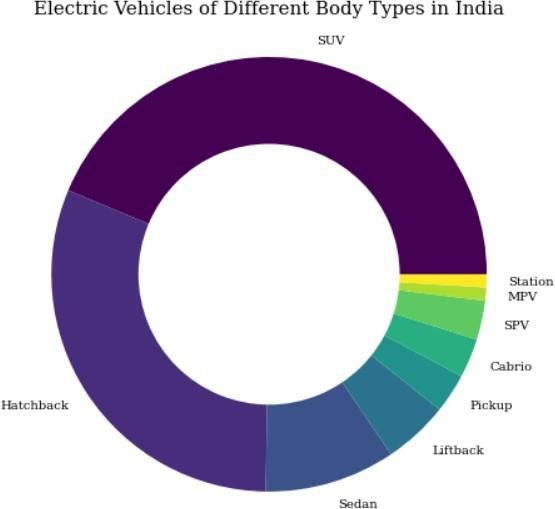 Electric Vehicles of Different Body Types in India
SUV
Station
MPV
SPV
Cabrio
Hatchback
Pickup
Liftback
Sedan